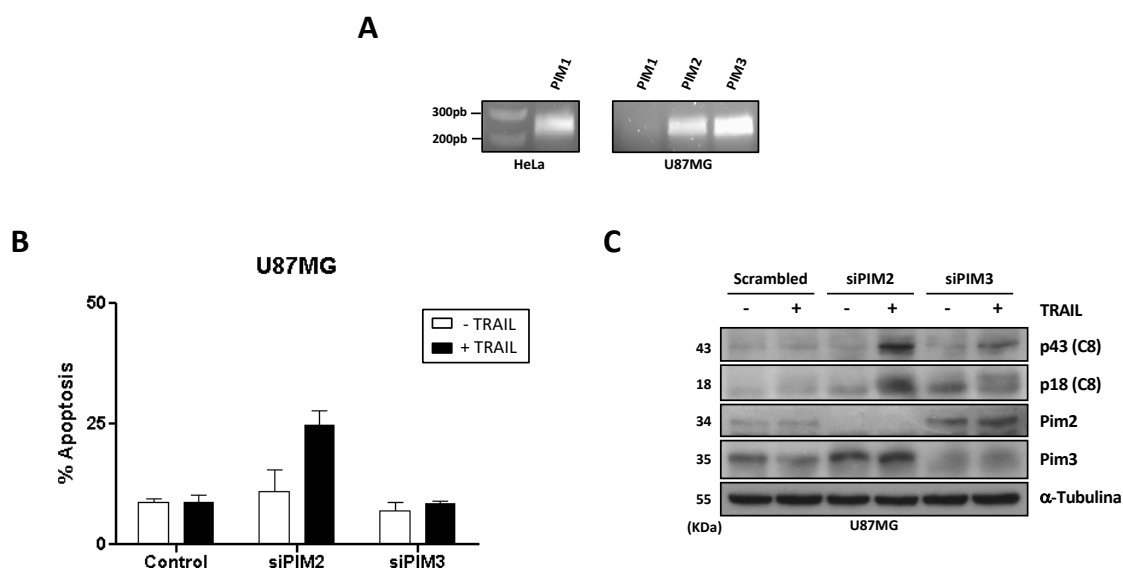 A
PIM1
PIM1 PIM2 PIM3
300pb
200pb
HeLa
U87MG
B
U87MG
% Apoptosis
50
25
0
- TRAIL
+ TRAIL
Control siPIM2 siPIM3
C
Scrambled siPIM2 siPIM3
- + - + - + TRAIL
43 p43 (C8)
18 p18 (C8)
34 Pim2
35 Pim3
55 α-Tubulina
(KDa)
U87MG